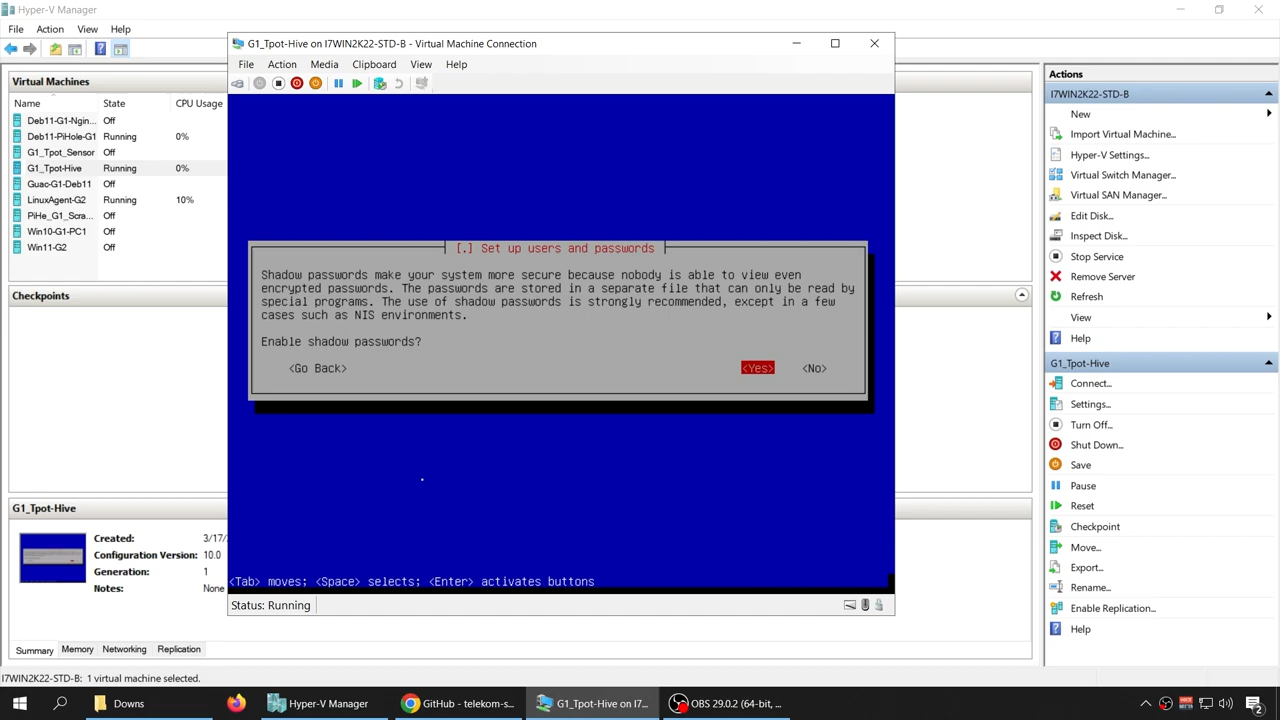 Hyper-V Manager
File Action View Help
Virtual Machines
Name State CPU Usage
Deb11-G1-Ngin... Off
Deb11-PiHole-G1 Running 0%
G1_Tpot_Sensor Off
G1_Tpot-Hive Running 0%
Guac-G1-Deb11 Off
LinuxAgent-G2 Running 10%
PiHe_G1_Scra... Off
Win10-G1-PC1 Off
Win11-G2 Off
Checkpoints
G1_Tpot-Hive
Created: 3/17/
Configuration Version: 10.0
Generation: 1
Notes: None
Summary Memory Networking Replication
I7WIN2K22-STD-B: 1 virtual machine selected.
G1_Tpot-Hive on I7WIN2K22-STD-B - Virtual Machine Connection
File Action Media Clipboard View Help
[.] Set up users and passwords
Shadow passwords make your system more secure because nobody is able to view even
encrypted passwords. The passwords are stored in a separate file that can only be read by
special programs. The use of shadow passwords is strongly recommended, except in a few
cases such as NIS environments.
Enable shadow passwords?
<Go Back> <Yes> <No>
<Tab> moves; <Space> selects; <Enter> activates buttons
Status: Running
Actions
I7WIN2K22-STD-B
New
Import Virtual Machine...
Hyper-V Settings...
Virtual Switch Manager...
Virtual SAN Manager...
Edit Disk...
Inspect Disk...
Stop Service
Remove Server
Refresh
View
Help
G1_Tpot-Hive
Connect...
Settings...
Turn Off...
Shut Down...
Save
Pause
Reset
Checkpoint
Move...
Export...
Rename...
Enable Replication...
Help
Downs
Hyper-V Manager
GitHub - telekom-s...
G1_Tpot-Hive on I7...
OBS 29.0.2 (64-bit, ...
2